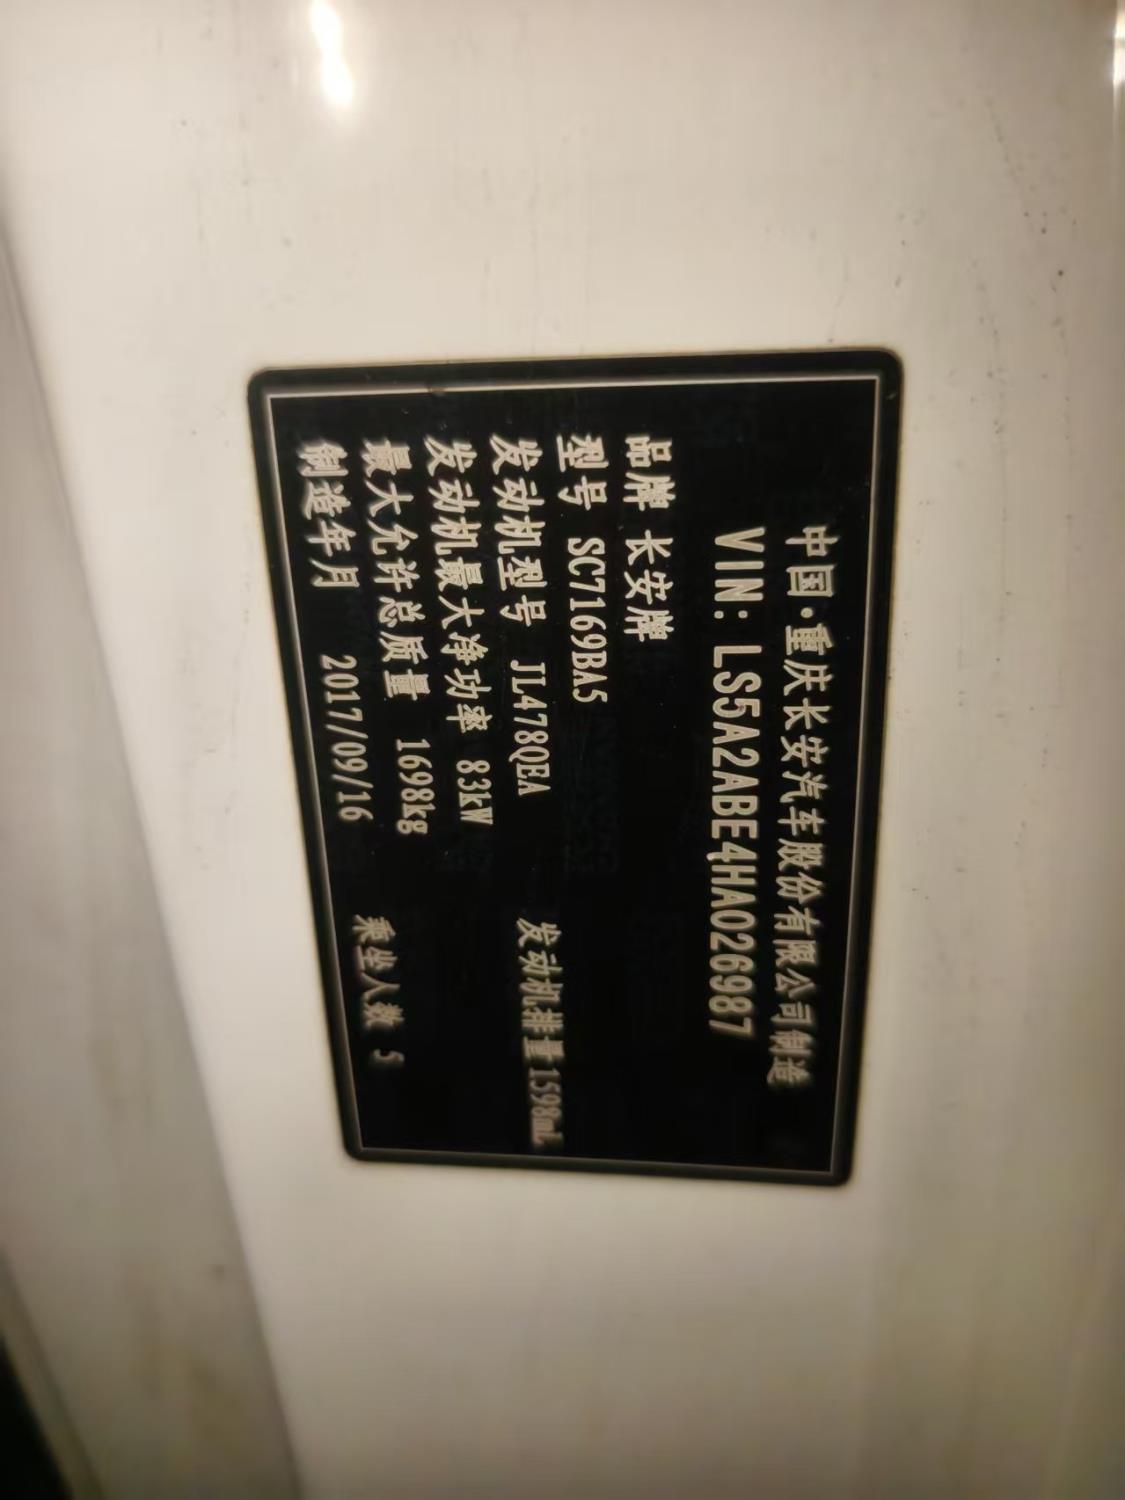 中国·重庆长安汽车股份有限公司制造
VIN: LS5A2ABE4HA026987
品牌 长安牌
型号 SC7169BA5
发动机型号 JL478QEA 发动机排量 1598mL
发动机最大净功率 83kW
最大允许总质量 1698kg
制造年月 2017/09/16 乘坐人数 5